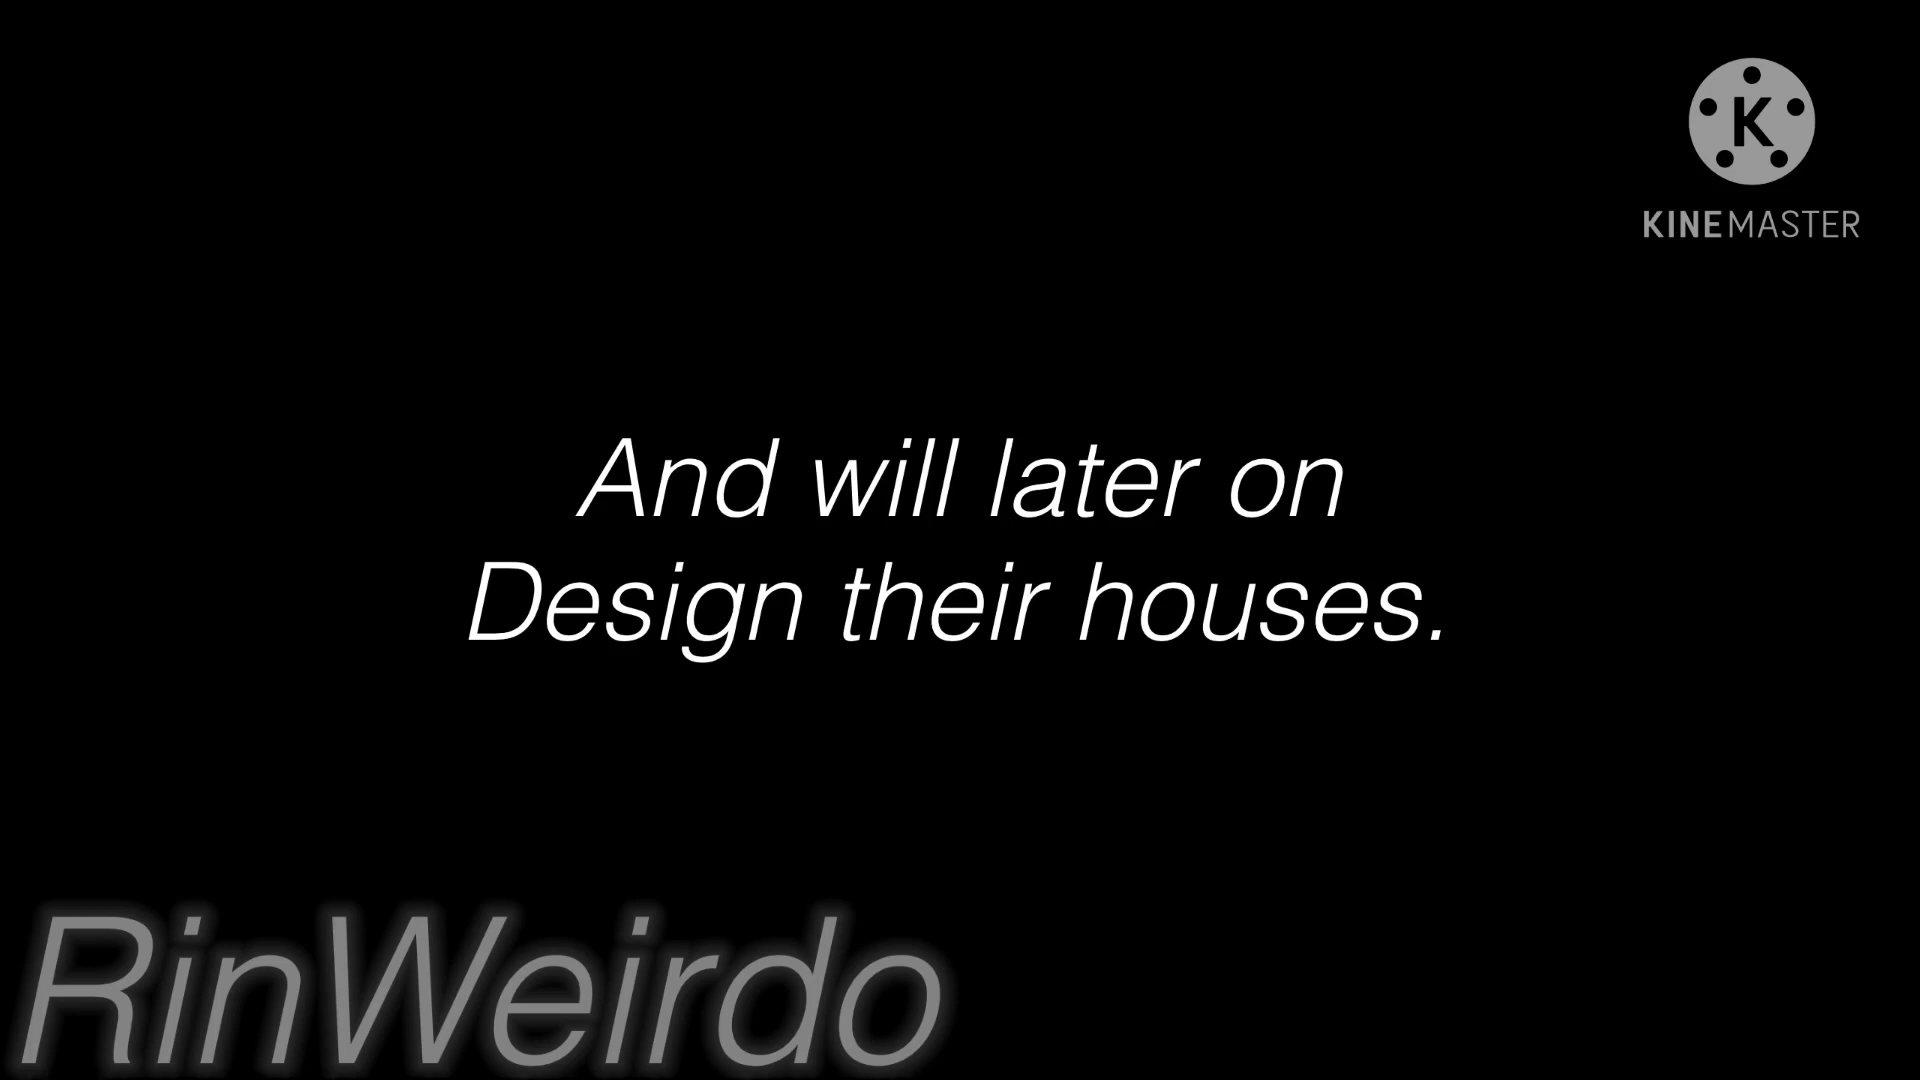 K
KINEMASTER
And will later on
Design their houses.
RinWeirdo